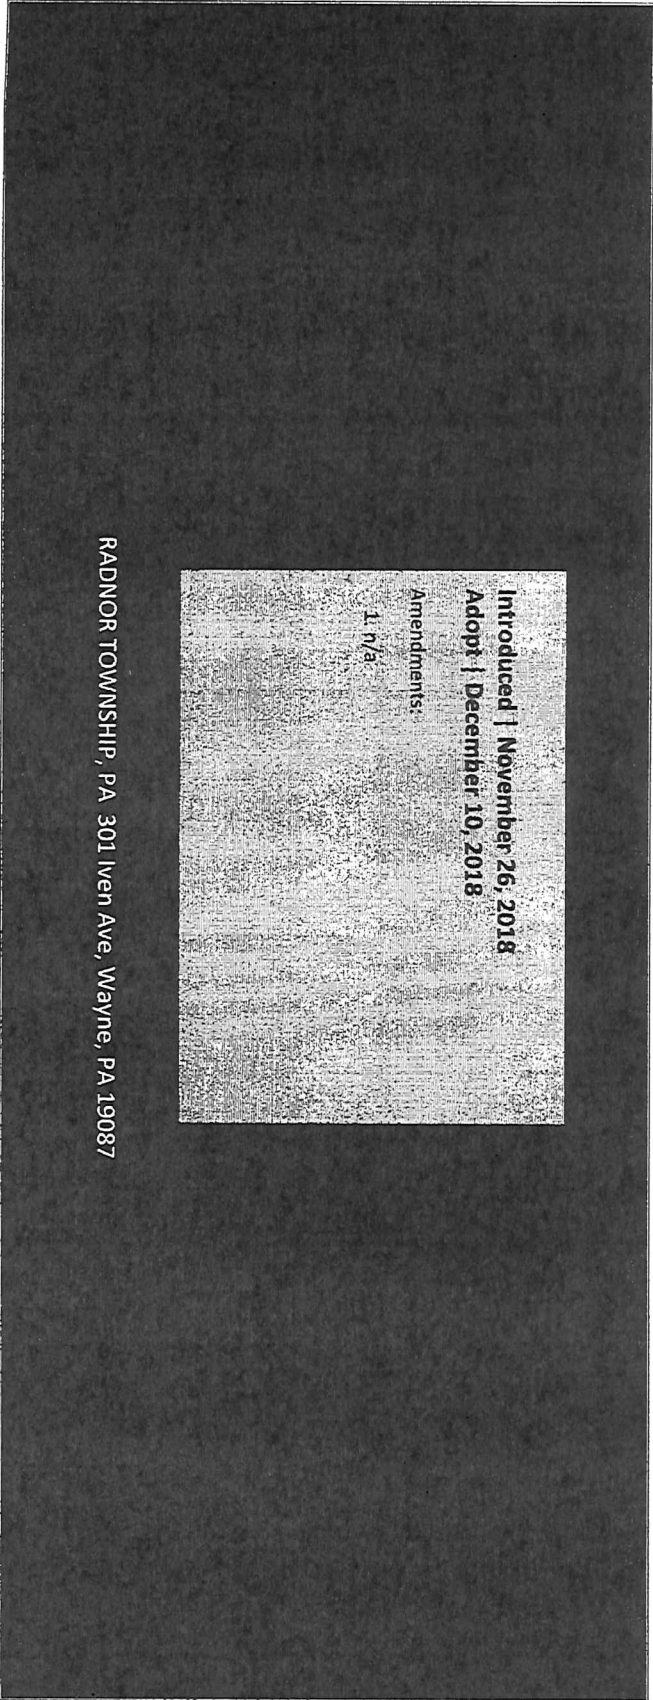 Introduced | November 26, 2018
Adopt | December 10, 2018
Amendments:
1. n/a
RADNOR TOWNSHIP, PA 301 Iven Ave, Wayne, PA 19087